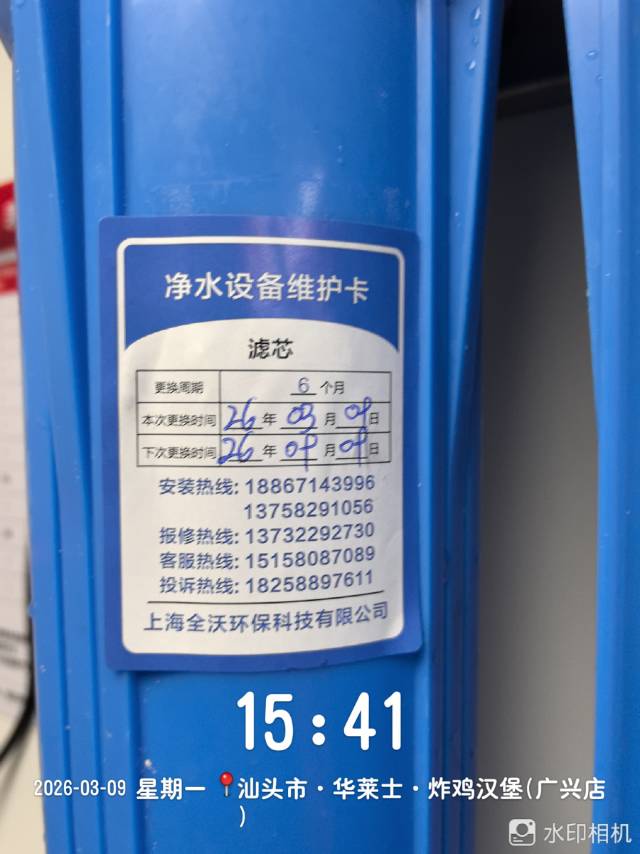 净水设备维护卡
滤芯
更换周期 6 个月
本次更换时间 26 年 03 月 09 日
下次更换时间 26 年 09 月 09 日
安装热线: 18867143996
13758291056
报修热线: 13732292730
客服热线: 15158087089
投诉热线: 18258897611
上海全沃环保科技有限公司
15:41
2026-03-09 星期一 汕头市·华莱士·炸鸡汉堡(广兴店
)
水印相机